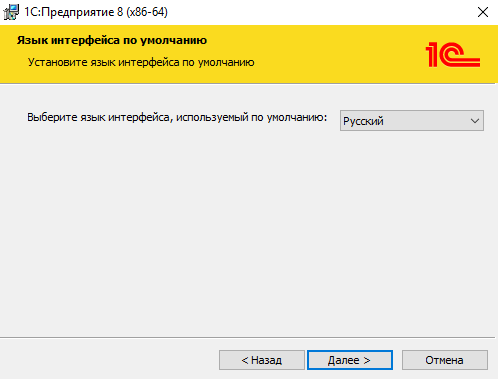 1С:Предприятие 8 (x86-64)
Язык интерфейса по умолчанию
Установите язык интерфейса по умолчанию
1С
Выберите язык интерфейса, используемый по умолчанию:
Русский
< Назад
Далее >
Отмена